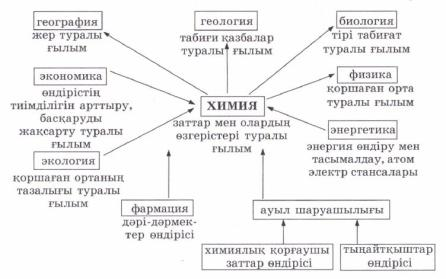 география
жер туралы
ғылым
геология
табиғи қазбалар
туралы ғылым
биология
тірі табиғат
туралы ғылым
экономика
өндірістің
тиімділігін арттыру,
басқаруды
жақсарту туралы
ғылым
ХИМИЯ
заттар мен олардың
өзгерістері туралы
ғылым
физика
қоршаған орта
туралы ғылым
энергетика
энергия өндіру мен
тасымалдау, атом
электр стансалары
экология
қоршаған ортаның
тазалығы туралы
ғылым
фармация
дәрі-дәрмек-
тер өндірісі
ауыл шаруашылығы
химиялық қорғаушы
заттар өндірісі
тыңайтқыштар
өндірісі